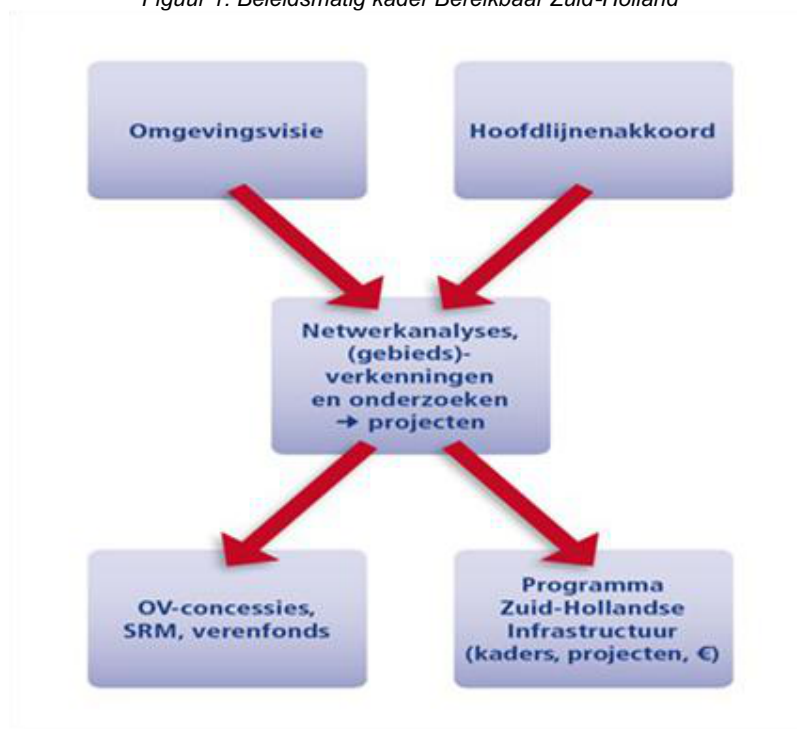 Figuur 1: Beleidsmatig kader Bereikbaar Zuid-Holland
Omgevingsvisie
Hoofdlijnenakkoord
Netwerkanalyses,
(gebieds)-
verkenningen
en onderzoeken
→ projecten
OV-concessies,
SRM, verenfonds
Programma
Zuid-Hollandse
Infrastructuur
(kaders, projecten, €)